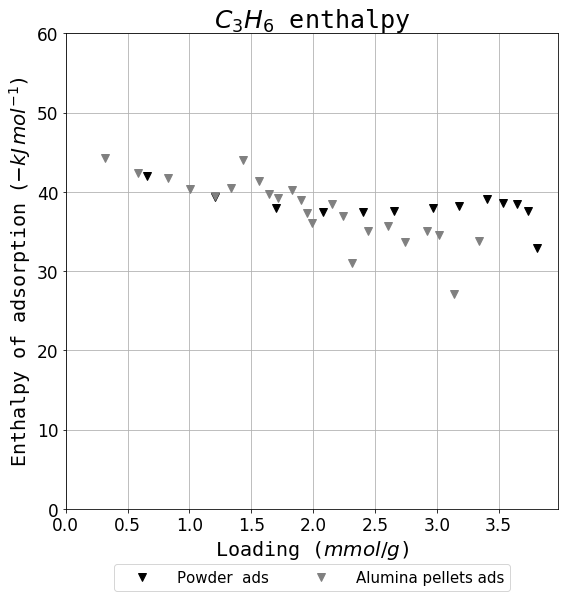 C₃H₆ enthalpy
60
50
40
30
20
10
0
Enthalpy of adsorption (−kJ mol⁻¹)
0.0 0.5 1.0 1.5 2.0 2.5 3.0 3.5
Loading (mmol/g)
Powder ads Alumina pellets ads